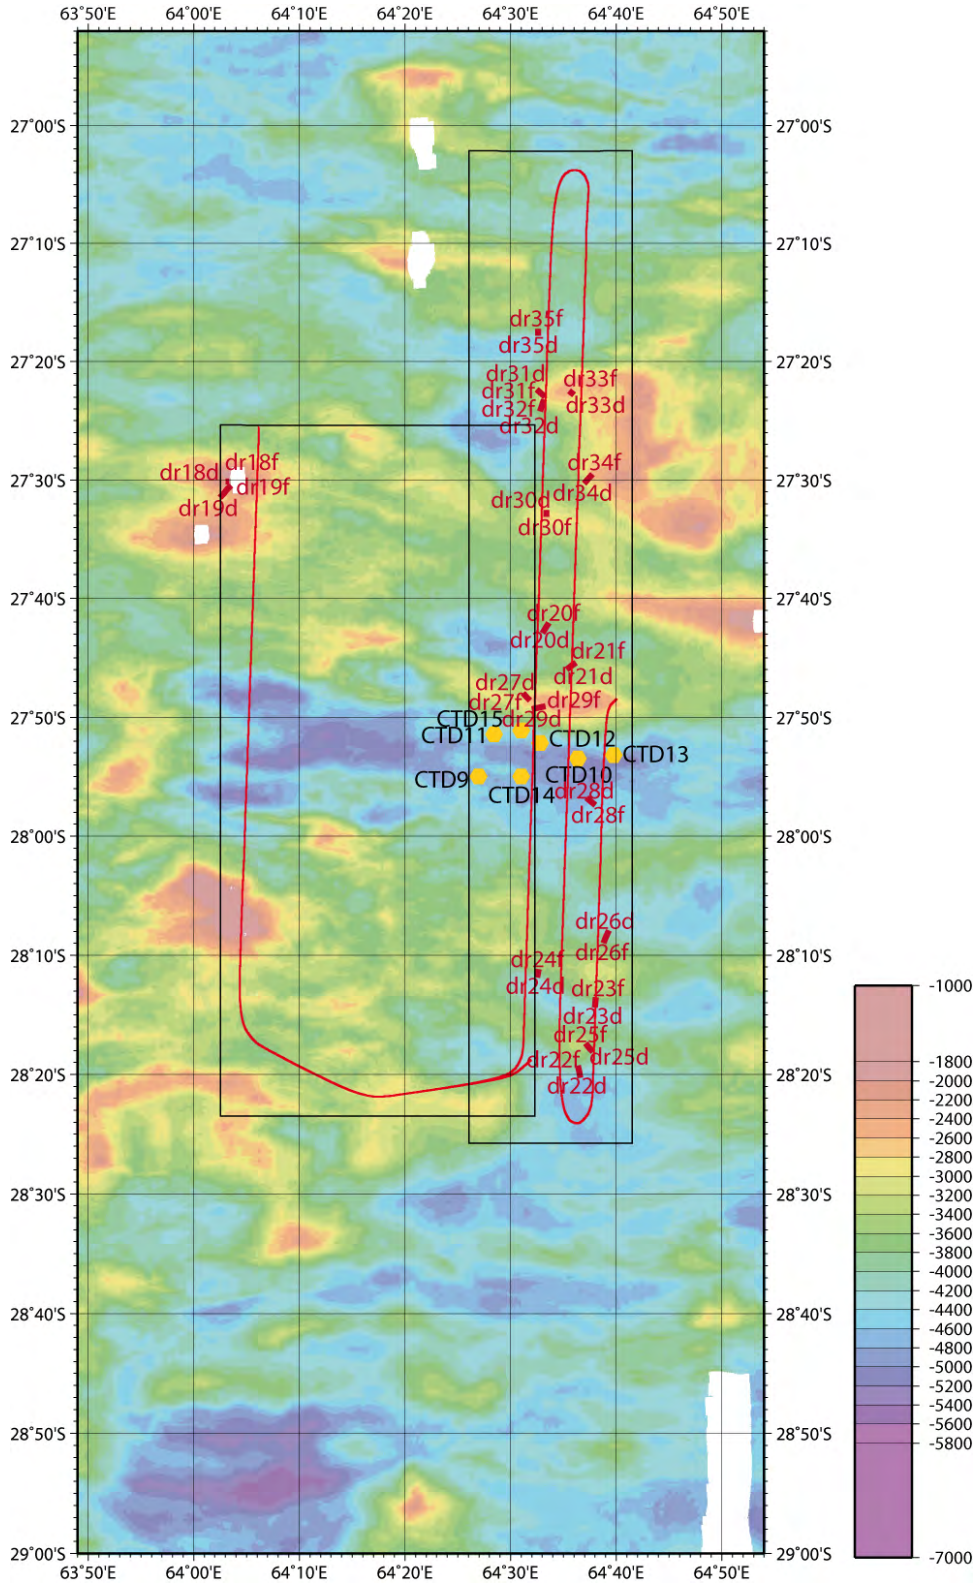 63˚50'E 64˚00'E 64˚10'E 64˚20'E 64˚30'E 64˚40'E 64˚50'E
27˚00'S 27˚00'S
27˚10'S 27˚10'S
dr35f
27˚20'S dr35d 27˚20'S
dr31d dr33f
dr31f
dr32f dr33d
dr32d
dr18d dr18f dr34f
27˚30'S dr19f 27˚30'S
dr30d dr34d
dr19d
dr30f
27˚40'S 27˚40'S
dr20f
dr20d
dr21f
dr27d dr21d
dr27f dr29f
27˚50'S CTD15 dr29d 27˚50'S
CTD11 CTD12
CTD13
CTD9 CTD10
CTD14 dr28d
dr28f
28˚00'S 28˚00'S
dr26d
dr26f
28˚10'S dr24f 28˚10'S
dr24d dr23f
dr23d
dr25f
dr22f dr25d
28˚20'S dr22d 28˚20'S
28˚30'S 28˚30'S
28˚40'S 28˚40'S
28˚50'S 28˚50'S
29˚00'S 29˚00'S
63˚50'E 64˚00'E 64˚10'E 64˚20'E 64˚30'E 64˚40'E 64˚50'E
-1000
-1800
-2000
-2200
-2400
-2600
-2800
-3000
-3200
-3400
-3600
-3800
-4000
-4200
-4400
-4600
-4800
-5000
-5200
-5400
-5600
-5800
-7000